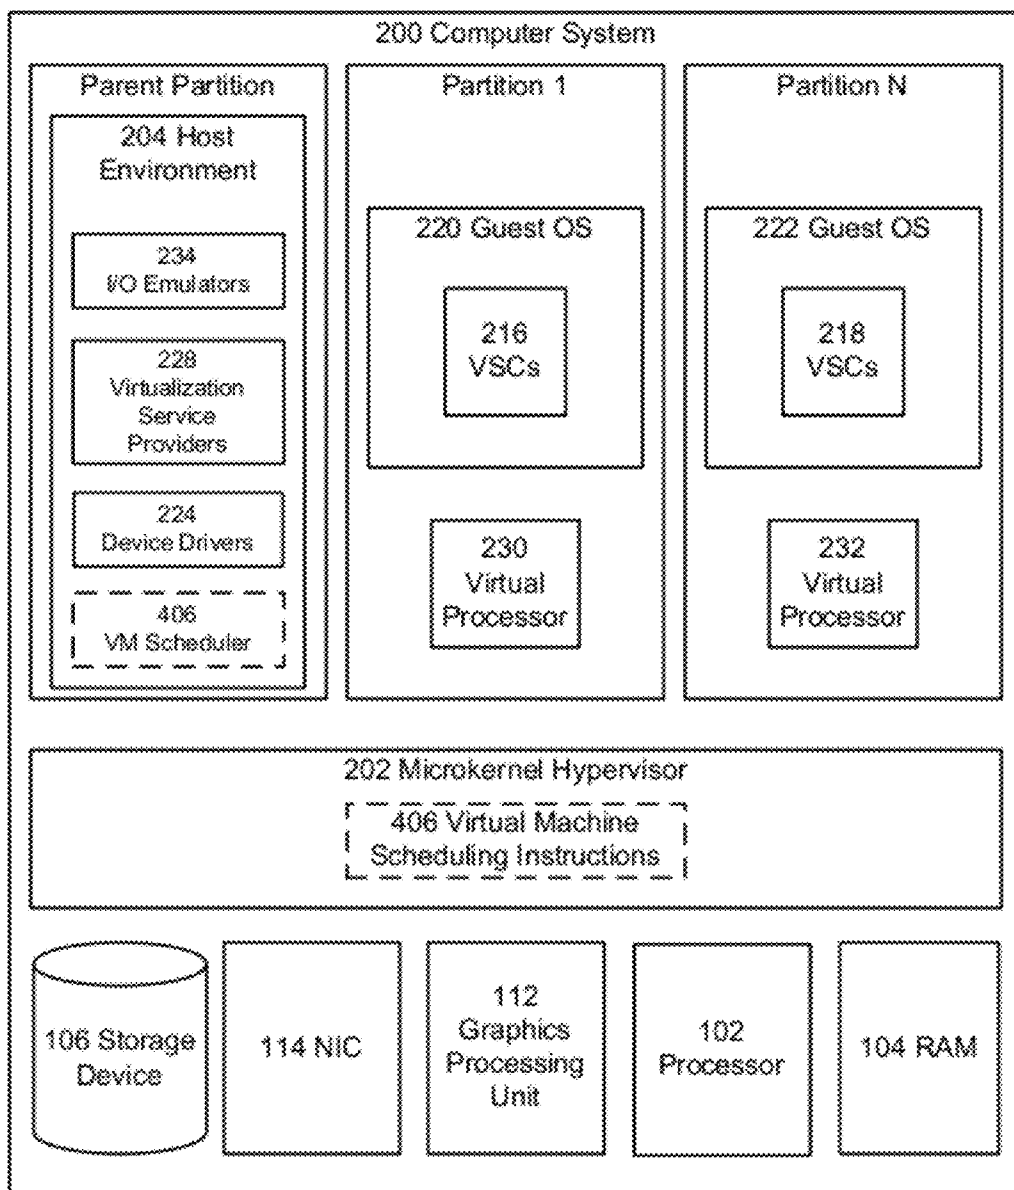 200 Computer System
Parent Partition
204 Host
Environment
234
I/O Emulators
228
Virtualization
Service
Providers
224
Device Drivers
406
VM Scheduler
Partition 1
220 Guest OS
216
VSCs
230
Virtual
Processor
Partition N
222 Guest OS
218
VSCs
232
Virtual
Processor
202 Microkernel Hypervisor
406 Virtual Machine
Scheduling Instructions
106 Storage
Device
114 NIC
112
Graphics
Processing
Unit
102
Processor
104 RAM